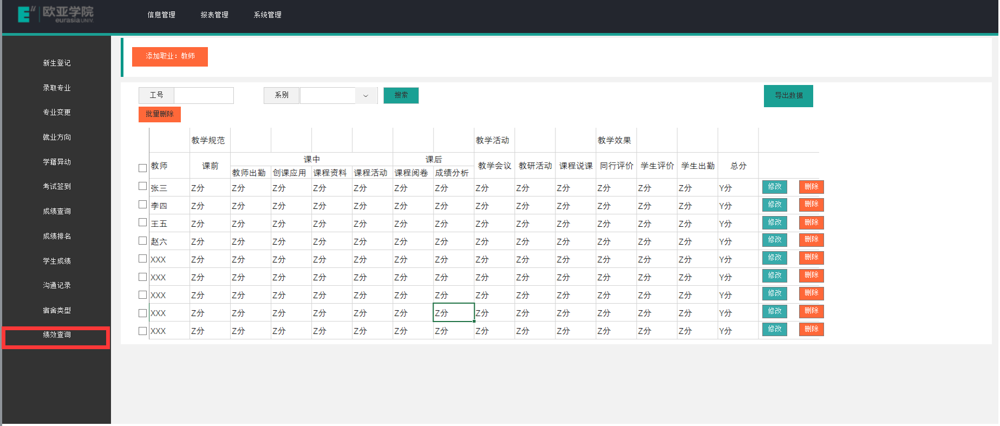 欧亚学院
eurasia UNIV.
信息管理 报表管理 系统管理
新生登记
录取专业
专业变更
就业方向
学籍异动
考试签到
成绩查询
成绩排名
学生成绩
沟通记录
宿舍类型
绩效查询
添加职业：教师
工号 系别 搜索 导出数据
批量删除
教学规范 教学活动 教学效果
教师 课前 课中 课后 教学会议 教研活动 课程说课 同行评价 学生评价 学生出勤 总分
教师出勤 创课应用 课程资料 课程活动 课程阅卷 成绩分析
张三 Z分 Z分 Z分 Z分 Z分 Z分 Z分 Z分 Z分 Z分 Z分 Z分 Z分 Y分 修改 删除
李四 Z分 Z分 Z分 Z分 Z分 Z分 Z分 Z分 Z分 Z分 Z分 Z分 Z分 Y分 修改 删除
王五 Z分 Z分 Z分 Z分 Z分 Z分 Z分 Z分 Z分 Z分 Z分 Z分 Z分 Y分 修改 删除
赵六 Z分 Z分 Z分 Z分 Z分 Z分 Z分 Z分 Z分 Z分 Z分 Z分 Z分 Y分 修改 删除
XXX Z分 Z分 Z分 Z分 Z分 Z分 Z分 Z分 Z分 Z分 Z分 Z分 Z分 Y分 修改 删除
XXX Z分 Z分 Z分 Z分 Z分 Z分 Z分 Z分 Z分 Z分 Z分 Z分 Z分 Y分 修改 删除
XXX Z分 Z分 Z分 Z分 Z分 Z分 Z分 Z分 Z分 Z分 Z分 Z分 Z分 Y分 修改 删除
XXX Z分 Z分 Z分 Z分 Z分 Z分 Z分 Z分 Z分 Z分 Z分 Z分 Z分 Y分 修改 删除
XXX Z分 Z分 Z分 Z分 Z分 Z分 Z分 Z分 Z分 Z分 Z分 Z分 Z分 Y分 修改 删除